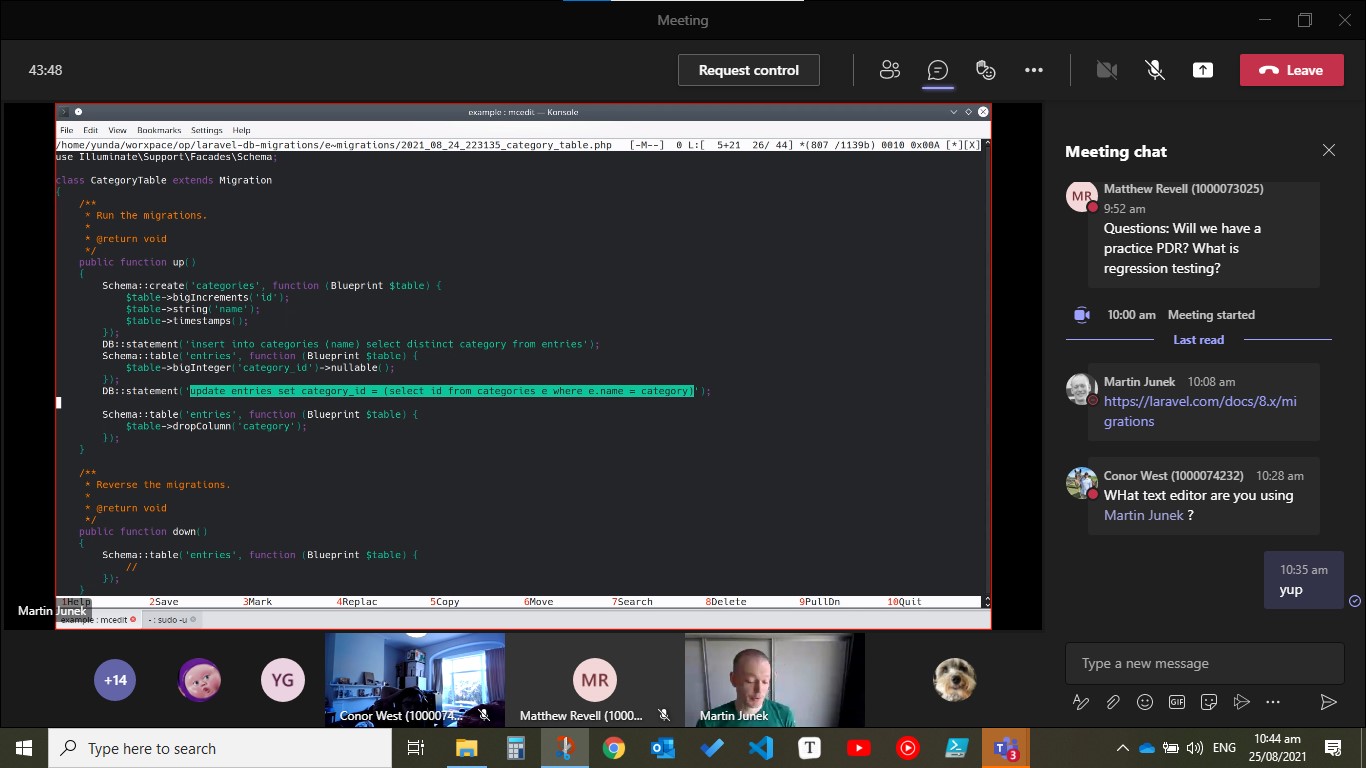 Meeting
43:48
Request control
Leave
example : mcedit — Konsole
File Edit View Bookmarks Settings Help
/home/yunda/worxpace/op/laravel-db-migrations/e~migrations/2021_08_24_223135_category_table.php [-M--] 0 L:[ 5+21 26/ 44] *(807 /1139b) 0010 0x00A [*][X]
use Illuminate\Support\Facades\Schema;
class CategoryTable extends Migration
{
/**
* Run the migrations.
*
* @return void
*/
public function up()
{
Schema::create('categories', function (Blueprint $table) {
$table->bigIncrements('id');
$table->string('name');
$table->timestamps();
});
DB::statement('insert into categories (name) select distinct category from entries');
Schema::table('entries', function (Blueprint $table) {
$table->bigInteger('category_id')->nullable();
});
DB::statement('update entries set category_id = (select id from categories e where e.name = category)');
Schema::table('entries', function (Blueprint $table) {
$table->dropColumn('category');
});
}
/**
* Reverse the migrations.
*
* @return void
*/
public function down()
{
Schema::table('entries', function (Blueprint $table) {
//
});
}
1Help 2Save 3Mark 4Replac 5Copy 6Move 7Search 8Delete 9PullDn 10Quit
Martin Junek
example : mcedit - : sudo -u
Meeting chat
MR
Matthew Revell (1000073025)
9:52 am
Questions: Will we have a
practice PDR? What is
regression testing?
10:00 am Meeting started
Last read
Martin Junek 10:08 am
https://laravel.com/docs/8.x/mi
grations
Conor West (1000074232) 10:28 am
WHat text editor are you using
Martin Junek ?
10:35 am
yup
Type a new message
GIF
+14
YG
Conor West (1000074...
MR
Matthew Revell (1000...
Martin Junek
Type here to search
T
3
ENG
10:44 am
25/08/2021